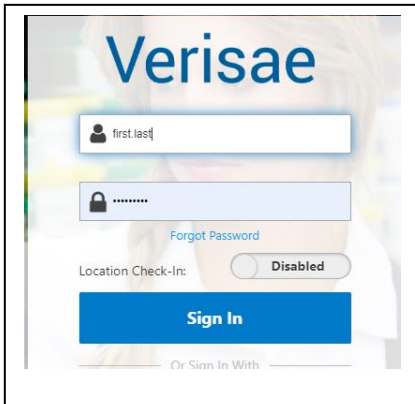 Verisae
first.last
•••••••••
Forgot Password
Location Check-In: Disabled
Sign In
Or Sign In With